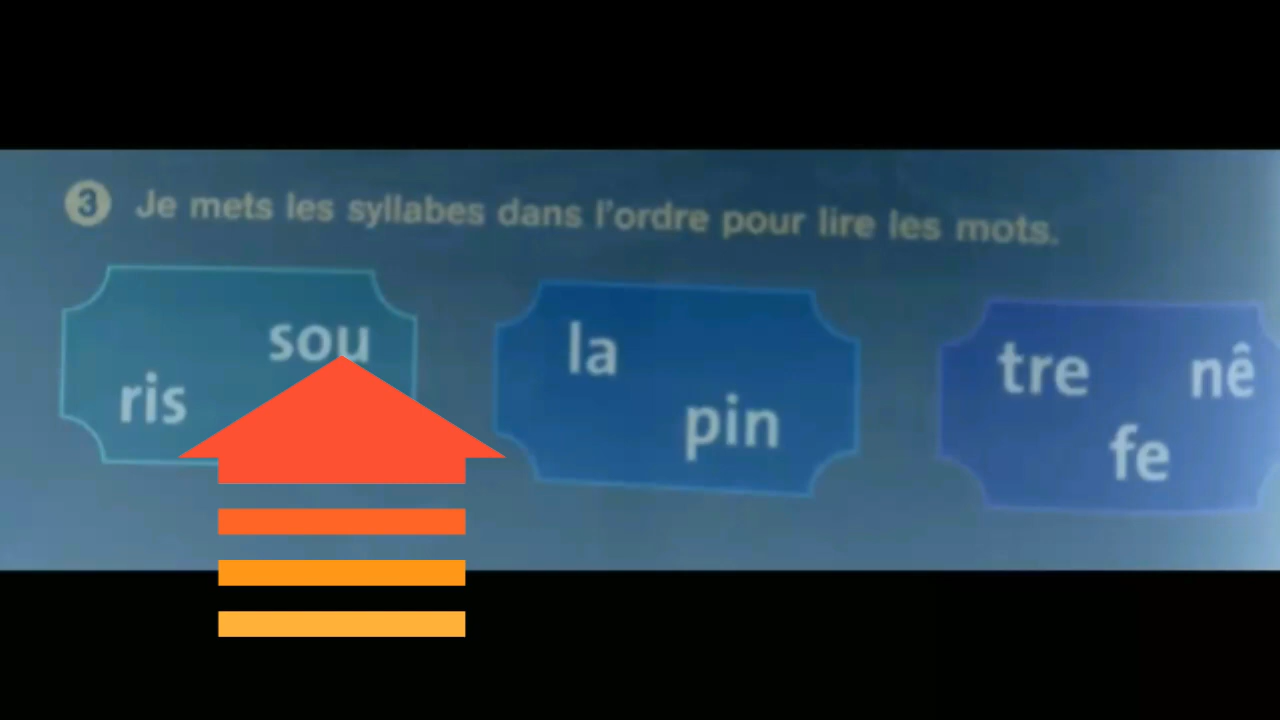 3 Je mets les syllabes dans l'ordre pour lire les mots.
sou
ris
la
pin
tre nê
fe